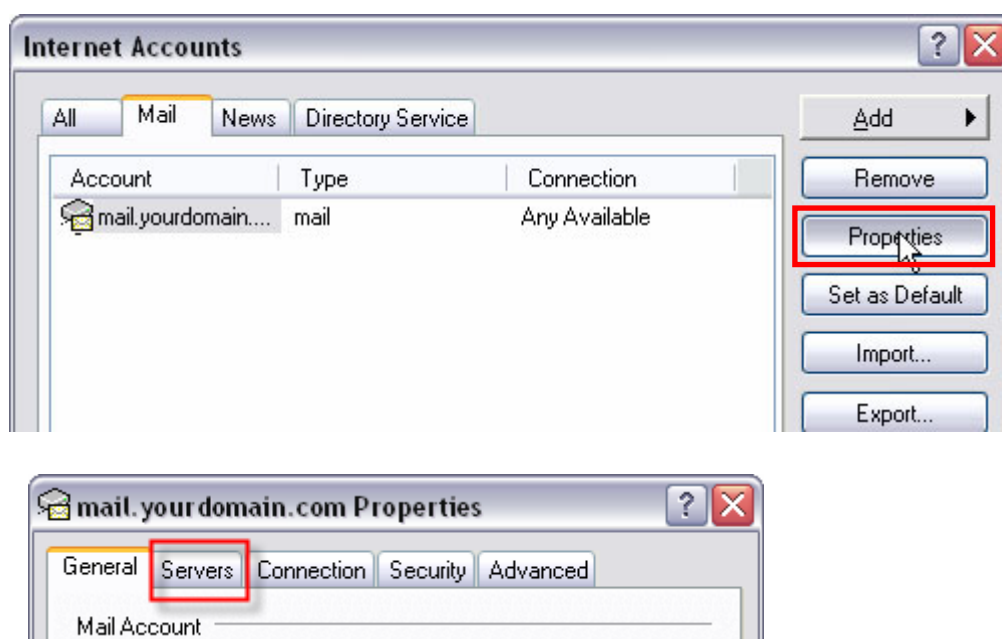 Internet Accounts
All Mail News Directory Service
Add
Account Type Connection
Remove
mail.yourdomain.... mail Any Available
Properties
Set as Default
Import...
Export...
mail.yourdomain.com Properties
General Servers Connection Security Advanced
Mail Account